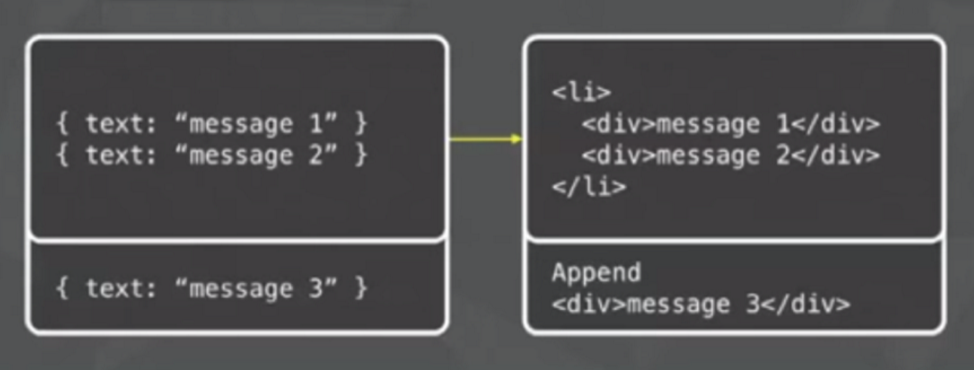 { text: “message 1” }
{ text: “message 2” }
{ text: “message 3” }
<li>
<div>message 1</div>
<div>message 2</div>
</li>
Append
<div>message 3</div>